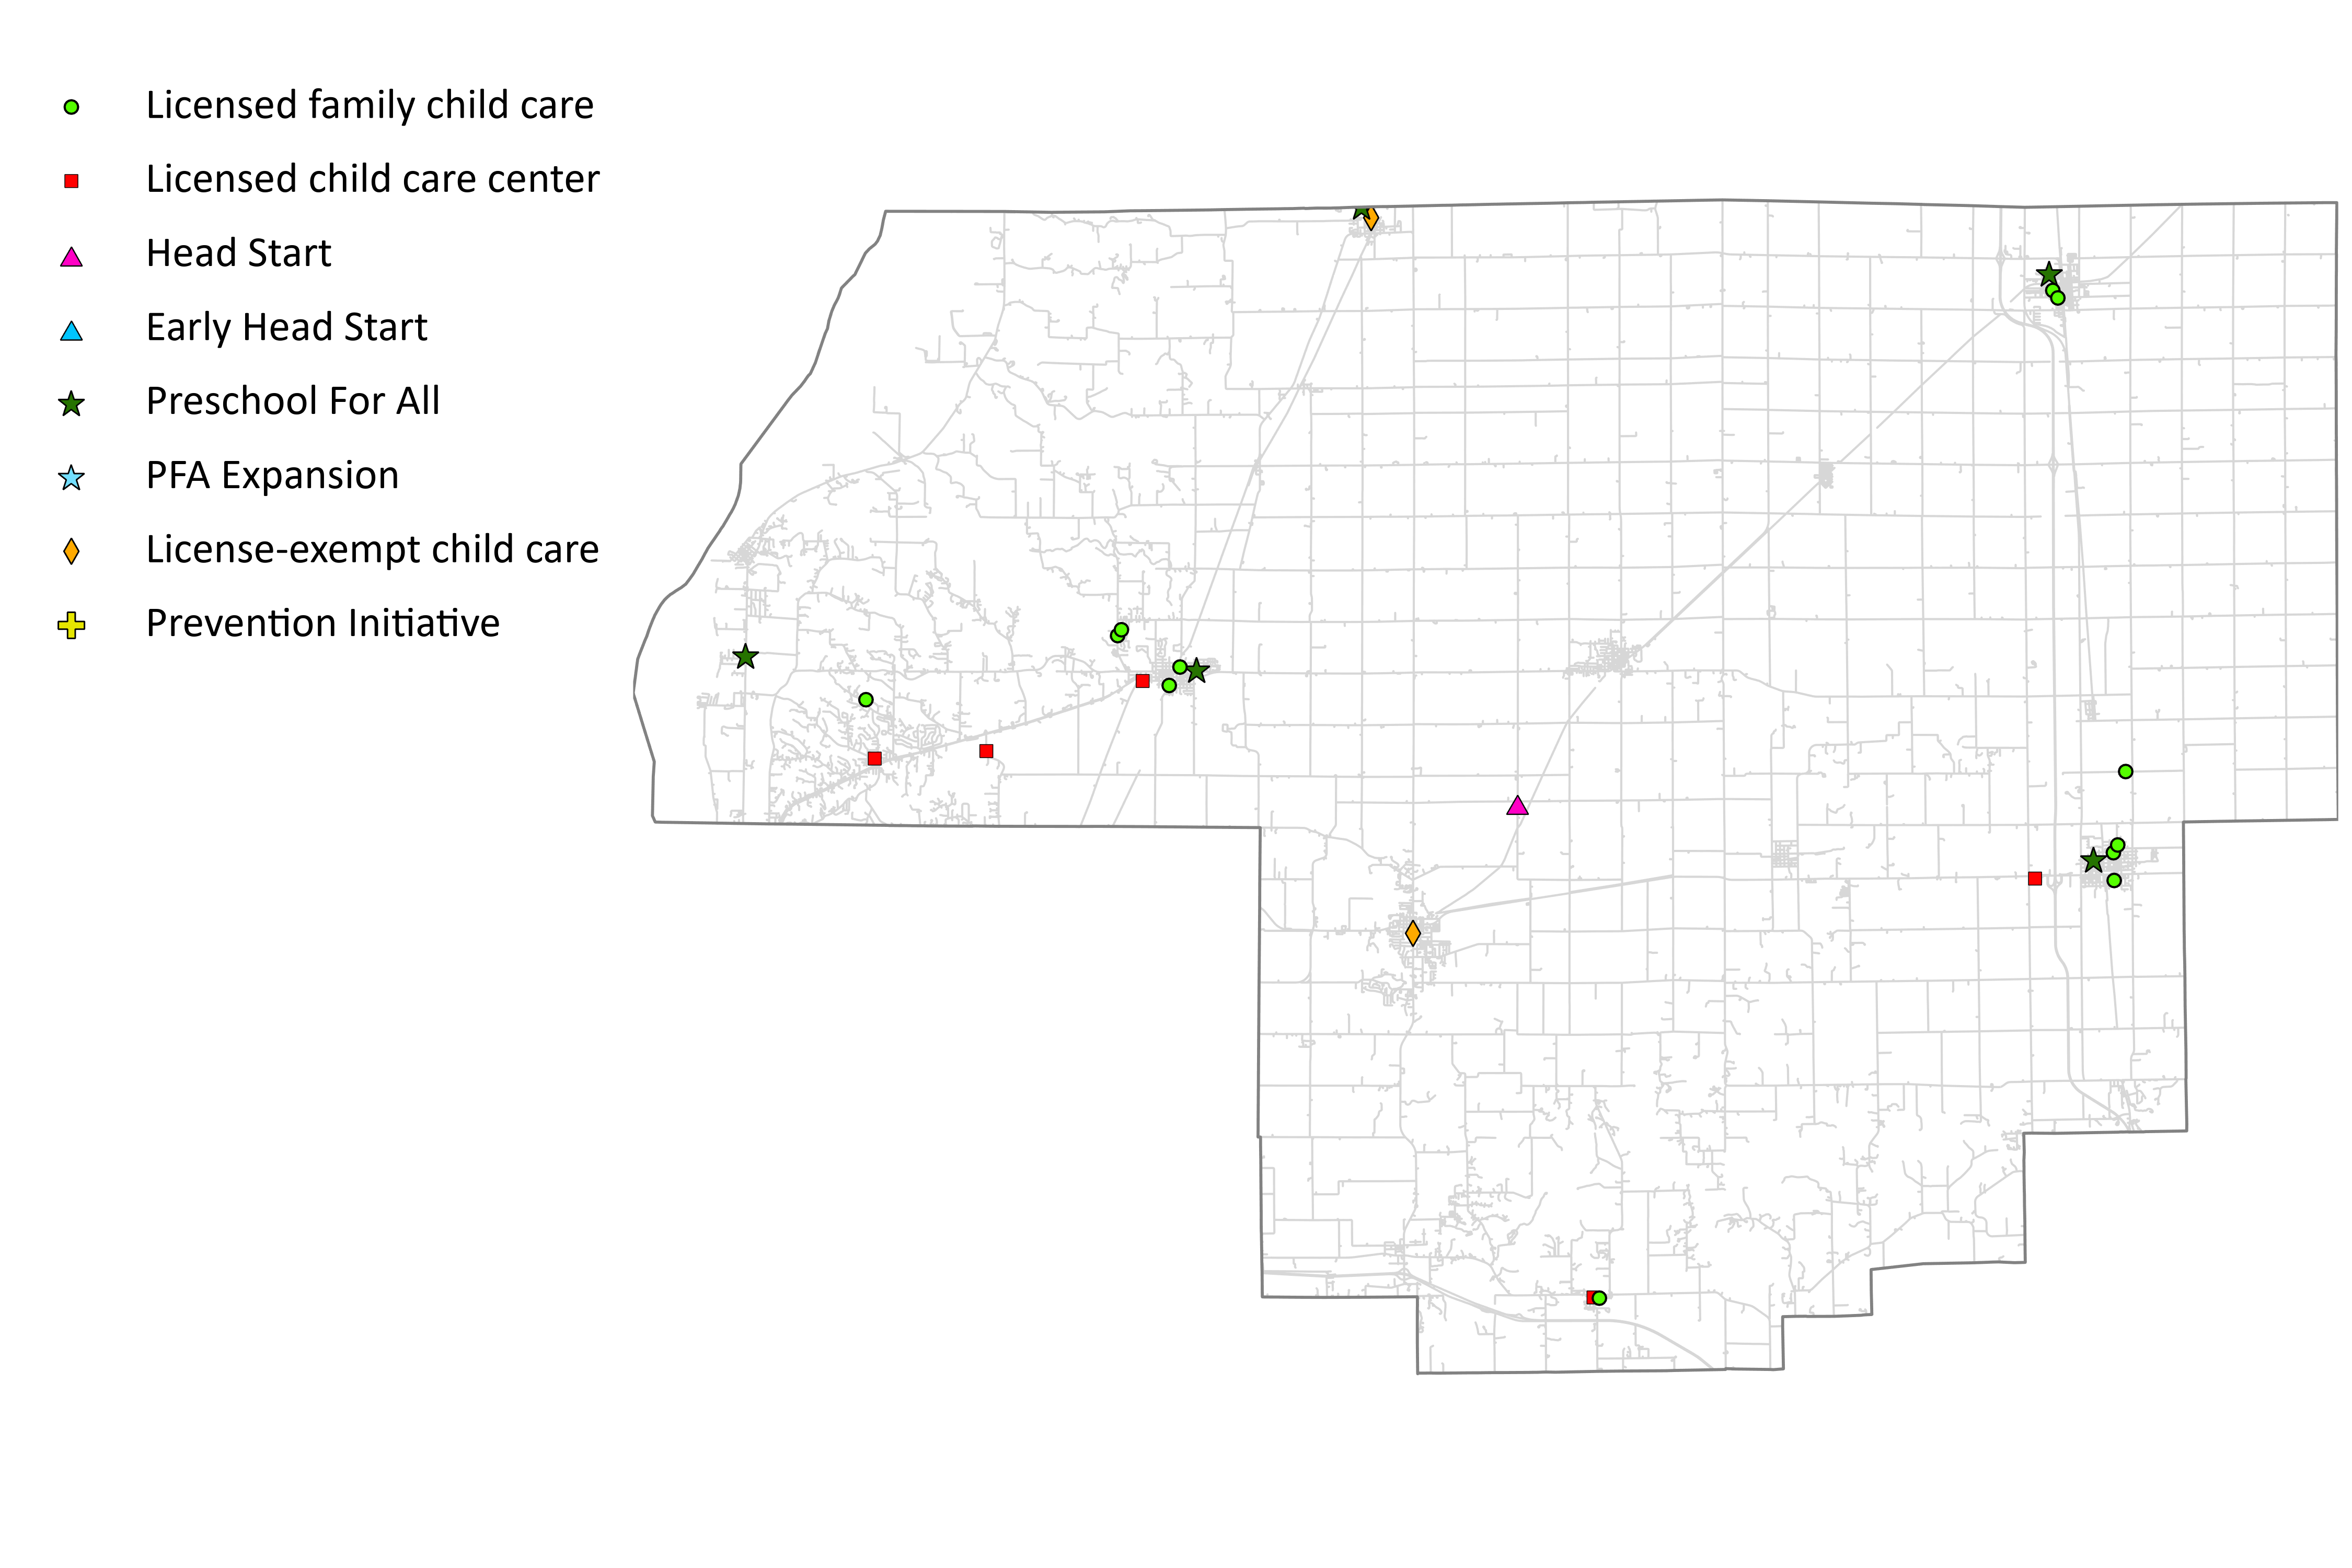 Licensed family child care
Licensed child care center
Head Start
Early Head Start
Preschool For All
PFA Expansion
License-exempt child care
Prevention Initiative